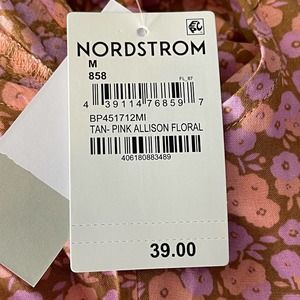 NORDSTROM
M
858
FL_87
4 39114 76859 7
BP451712MI
TAN- PINK ALLISON FLORAL
406180883489
39.00